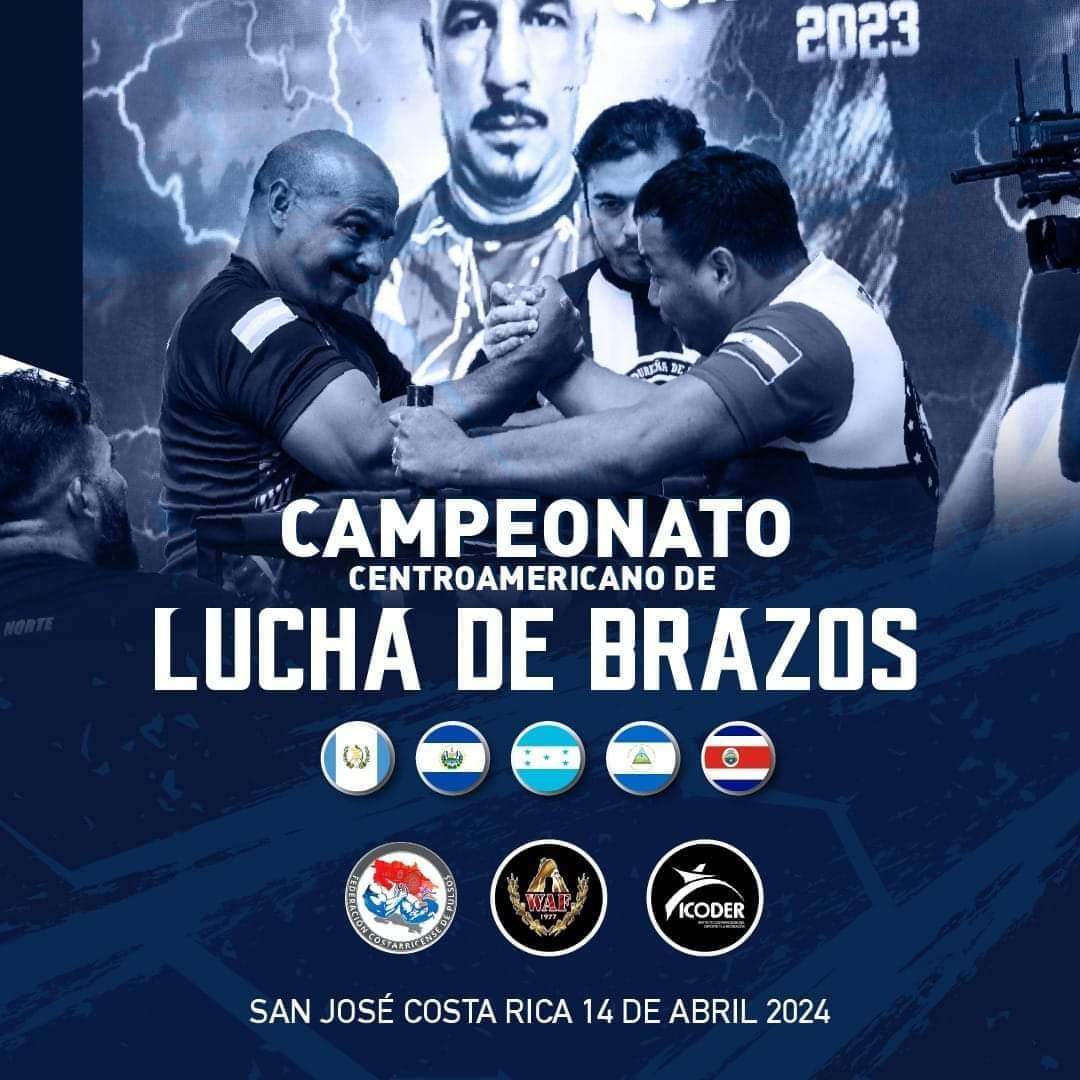 2023
NORTE
CAMPEONATO
CENTROAMERICANO DE
LUCHA DE BRAZOS
FEDERACIÓN COSTARRICENSE DE PULSOS
WAF
1977
ICODER
SAN JOSÉ COSTA RICA 14 DE ABRIL 2024